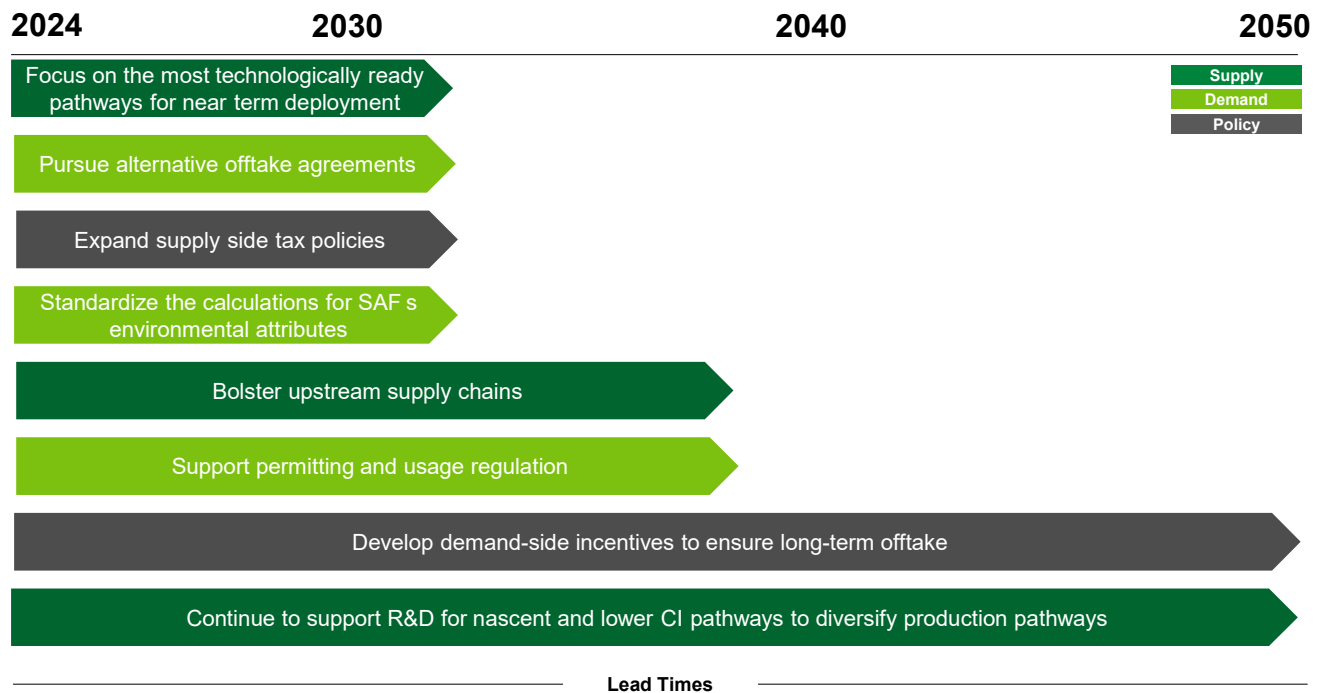 2024 2030 2040 2050
Supply
Demand
Policy
Focus on the most technologically ready
pathways for near term deployment
Pursue alternative offtake agreements
Expand supply side tax policies
Standardize the calculations for SAF s
environmental attributes
Bolster upstream supply chains
Support permitting and usage regulation
Develop demand-side incentives to ensure long-term offtake
Continue to support R&D for nascent and lower CI pathways to diversify production pathways
Lead Times